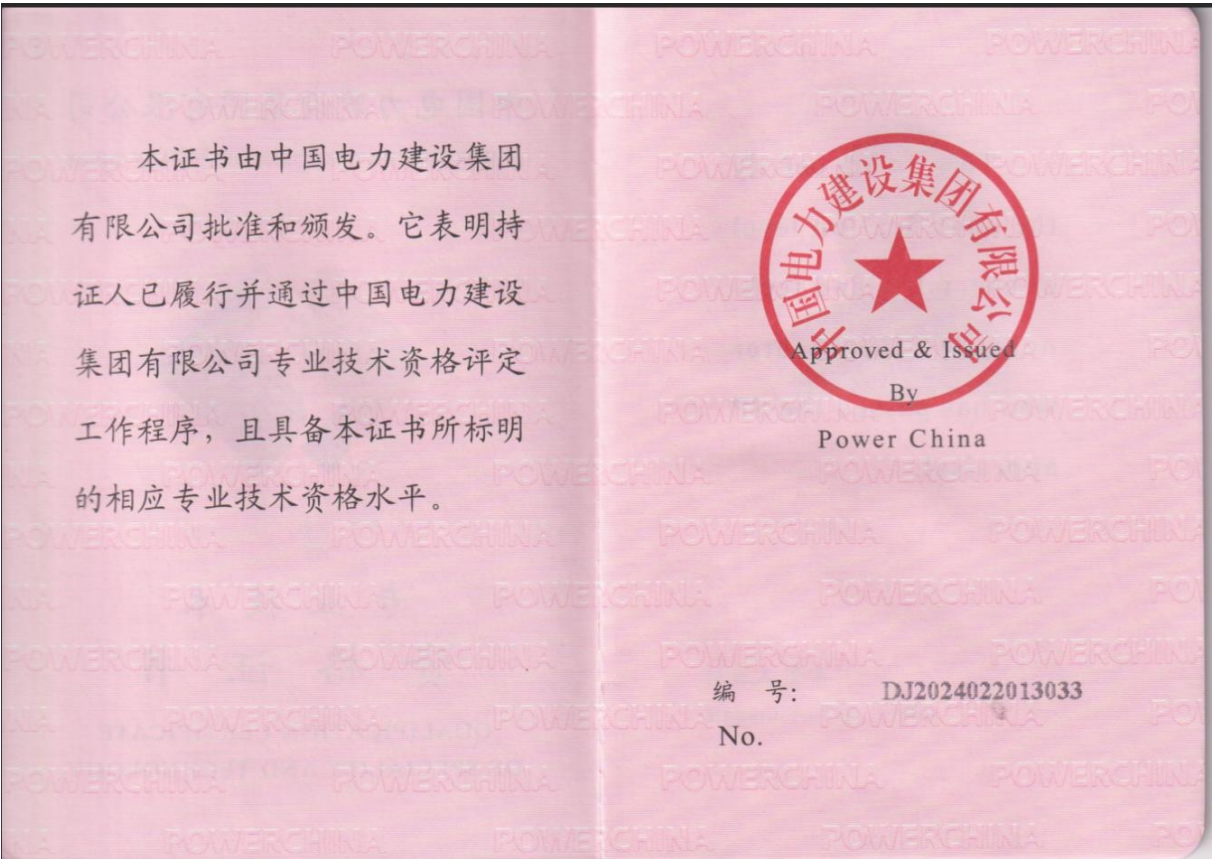 本证书由中国电力建设集团
有限公司批准和颁发。它表明持
证人已履行并通过中国电力建设
集团有限公司专业技术资格评定
工作程序，且具备本证书所标明
的相应专业技术资格水平。
中国电力建设集团有限公司
Approved & Issued
By
Power China
编 号: DJ2024022013033
No.
POWERCHINA